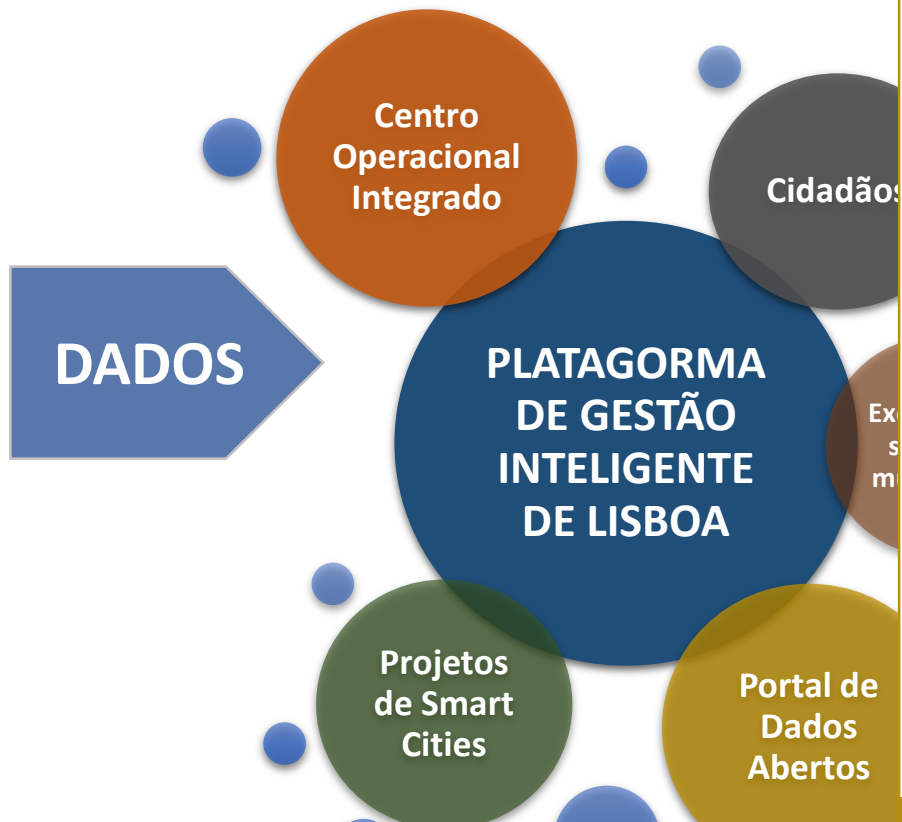 Centro
Operacional
Integrado
Cidadãos
DADOS
PLATAGORMA
DE GESTÃO
INTELIGENTE
DE LISBOA
Projetos
de Smart
Cities
Portal de
Dados
Abertos